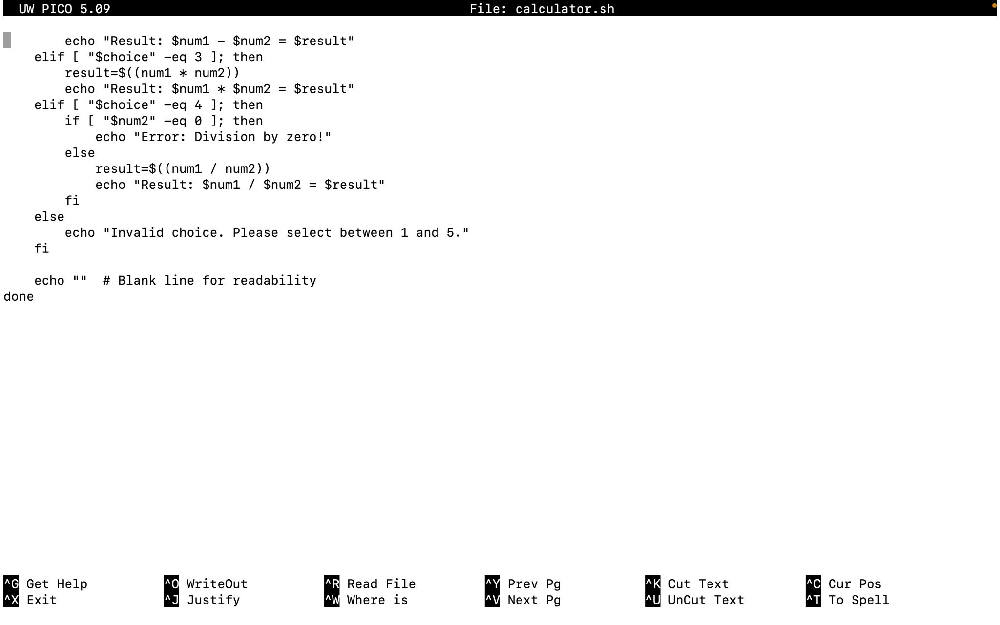 UW PICO 5.09 File: calculator.sh
echo "Result: $num1 - $num2 = $result"
elif [ "$choice" -eq 3 ]; then
result=$((num1 * num2))
echo "Result: $num1 * $num2 = $result"
elif [ "$choice" -eq 4 ]; then
if [ "$num2" -eq 0 ]; then
echo "Error: Division by zero!"
else
result=$((num1 / num2))
echo "Result: $num1 / $num2 = $result"
fi
else
echo "Invalid choice. Please select between 1 and 5."
fi
echo ""  # Blank line for readability
done
^G Get Help ^O WriteOut ^R Read File ^Y Prev Pg ^K Cut Text ^C Cur Pos
^X Exit ^J Justify ^W Where is ^V Next Pg ^U UnCut Text ^T To Spell